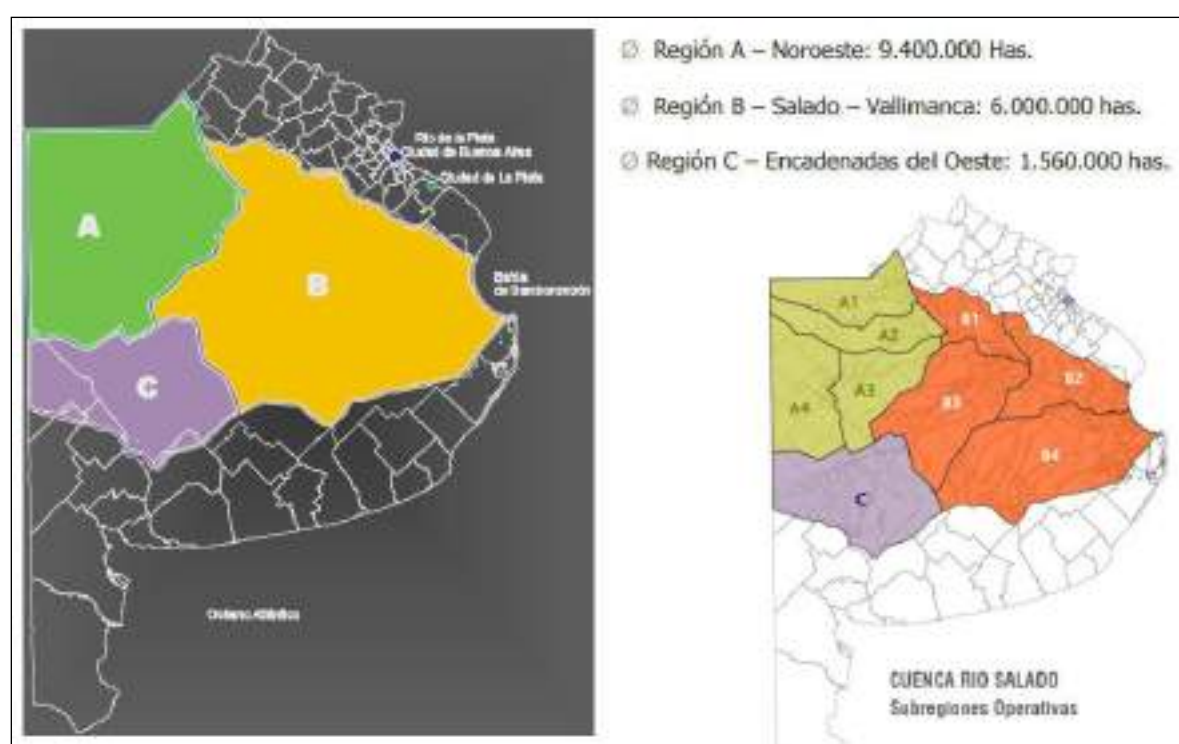 Río de la Plata
Ciudad de Buenos Aires
Ciudad de La Plata
Bahía
de Samborombón
A
B
C
Océano Atlántico
∅ Región A – Noroeste: 9.400.000 Has.
∅ Región B – Salado – Vallimanca: 6.000.000 has.
∅ Región C – Encadenadas del Oeste: 1.560.000 has.
A1
A2
A3
A4
B1
B2
B3
B4
C
CUENCA RIO SALADO
Subregiones Operativas